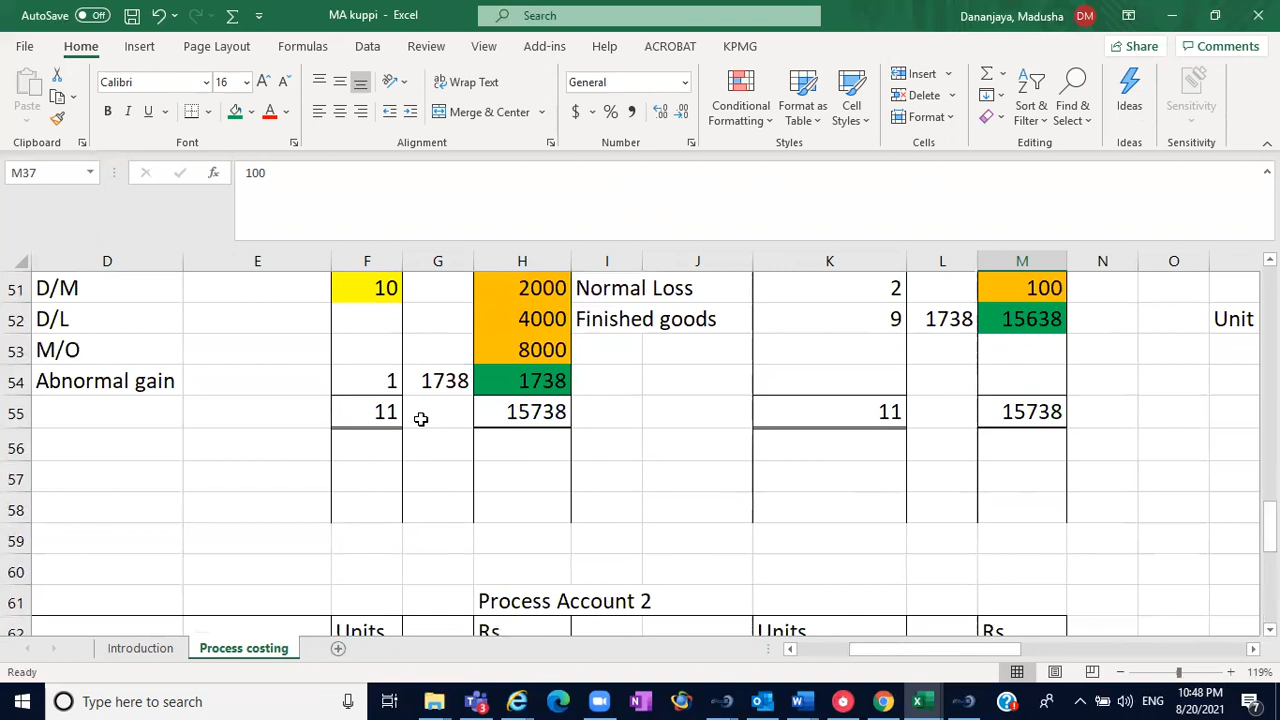 AutoSave Off MA kuppi - Excel Search Dananjaya, Madusha DM
File Home Insert Page Layout Formulas Data Review View Add-ins Help ACROBAT KPMG Share Comments
Paste Calibri 16 A A Wrap Text General Insert
B I U Merge & Center $ % Conditional Formatting Format as Table Cell Styles Delete Format Sort & Filter Find & Select Ideas Sensitivity
Clipboard Font Alignment Number Styles Cells Editing Ideas Sensitivity
M37 fx 100
D E F G H I J K L M N O
51 D/M 10 2000 Normal Loss 2 100
52 D/L 4000 Finished goods 9 1738 15638 Unit
53 M/O 8000
54 Abnormal gain 1 1738 1738
55 11 15738 11 15738
56
57
58
59
60
61 Process Account 2
62 Units Rs Units Rs
Introduction Process costing
Ready 119%
Type here to search 3 ENG 10:48 PM
8/20/2021 7